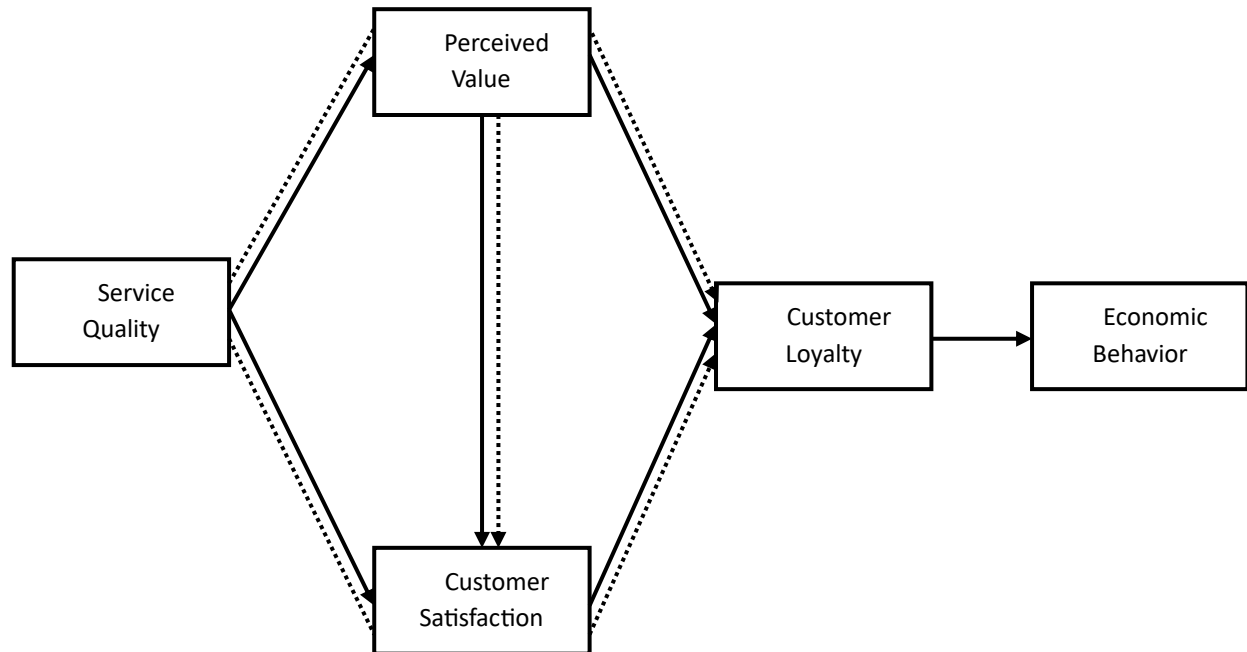 Perceived
Value
Service
Quality
Customer
Loyalty
Economic
Behavior
Customer
Satisfaction